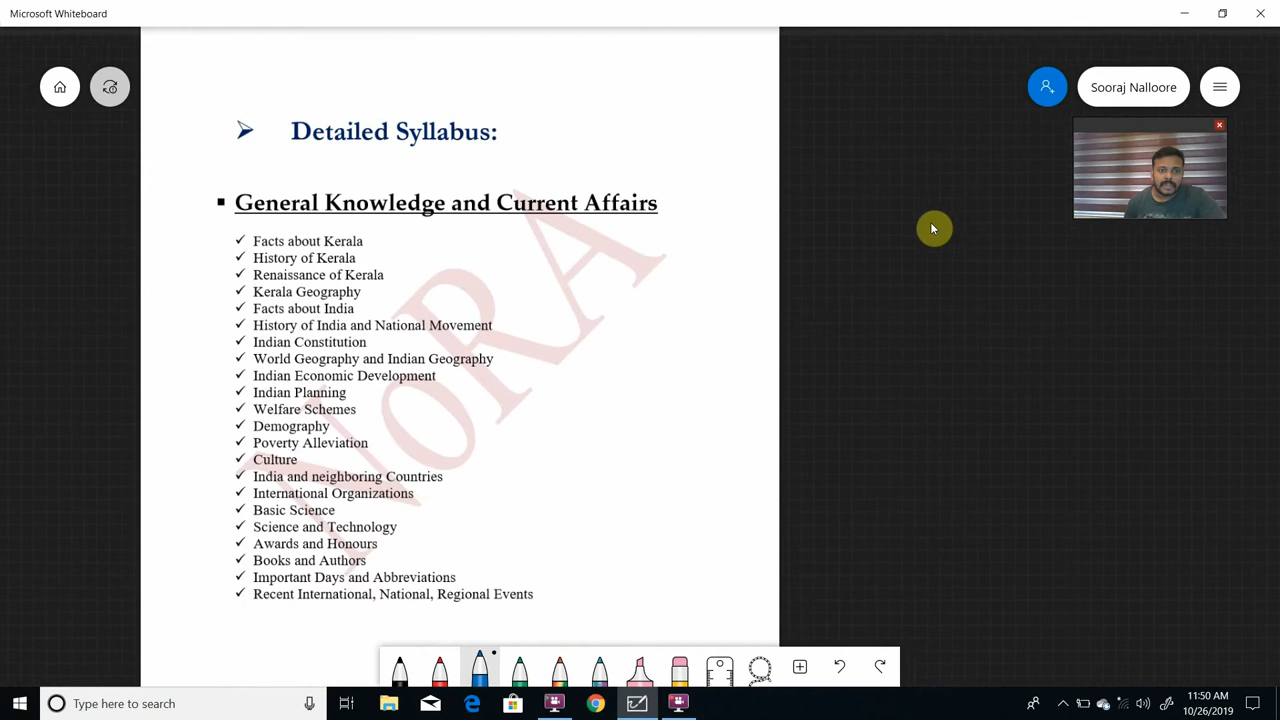 Microsoft Whiteboard
Sooraj Nalloore
Detailed Syllabus:
General Knowledge and Current Affairs
Facts about Kerala
History of Kerala
Renaissance of Kerala
Kerala Geography
Facts about India
History of India and National Movement
Indian Constitution
World Geography and Indian Geography
Indian Economic Development
Indian Planning
Welfare Schemes
Demography
Poverty Alleviation
Culture
India and neighboring Countries
International Organizations
Basic Science
Science and Technology
Awards and Honours
Books and Authors
Important Days and Abbreviations
Recent International, National, Regional Events
NORA
Type here to search
11:50 AM
10/26/2019